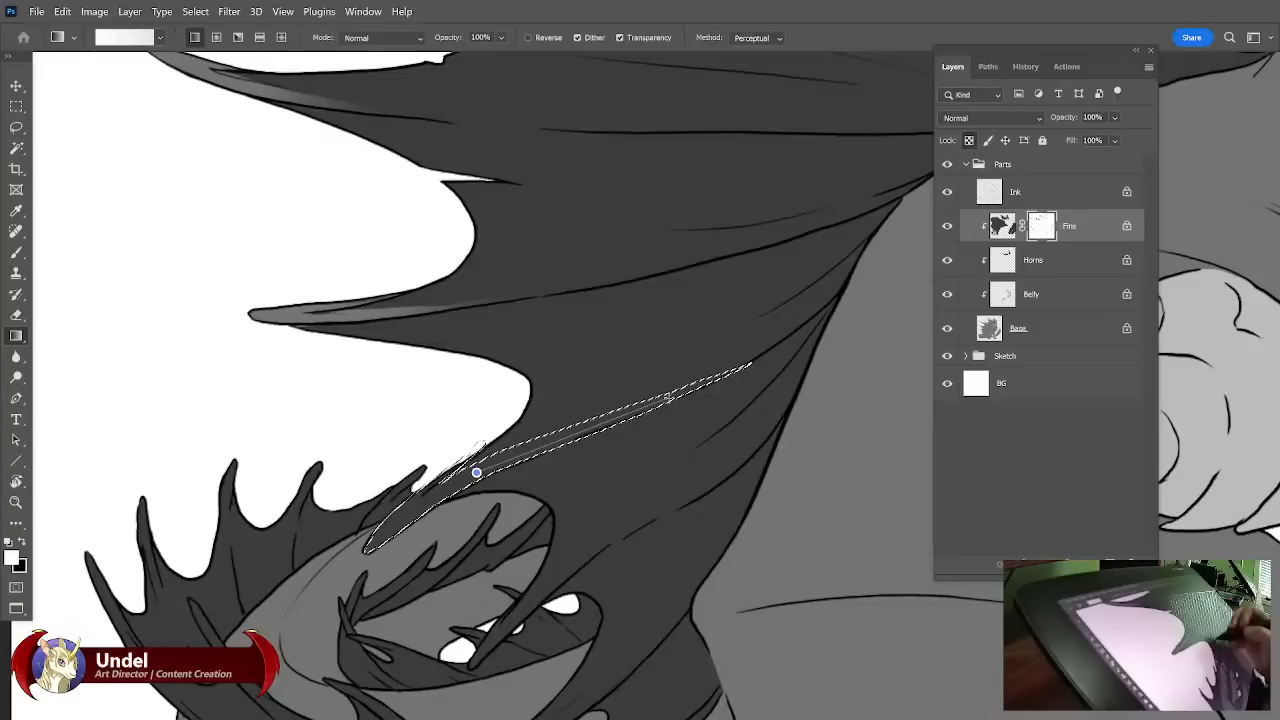 Ps File Edit Image Layer Type Select Filter 3D View Plugins Window Help
Mode: Normal Opacity: 100% Reverse Dither Transparency Method: Perceptual Share
Layers Paths History Actions
Kind
Normal Opacity: 100%
Lock: Fill: 100%
Parts
Ink
Fins
Horns
Belly
Base
Sketch
BG
Undel
Art Director | Content Creation